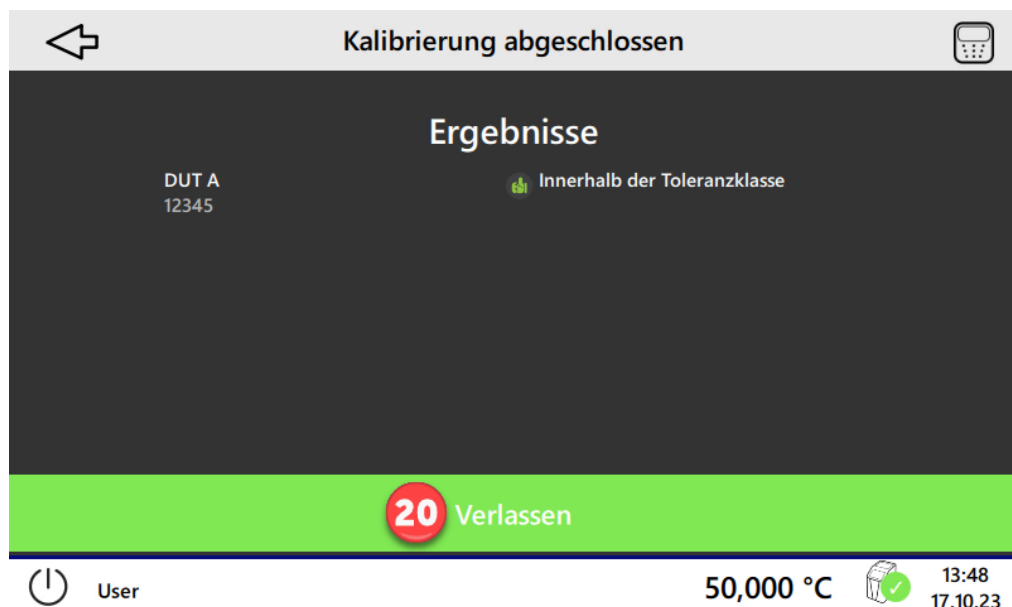 Kalibrierung abgeschlossen
Ergebnisse
DUT A
12345
Innerhalb der Toleranzklasse
20 Verlassen
User
50,000 °C
13:48
17.10.23